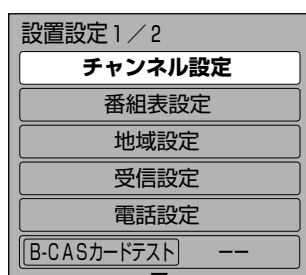 設置設定1／2
チャンネル設定
番組表設定
地域設定
受信設定
電話設定
B-CASカードテスト －－